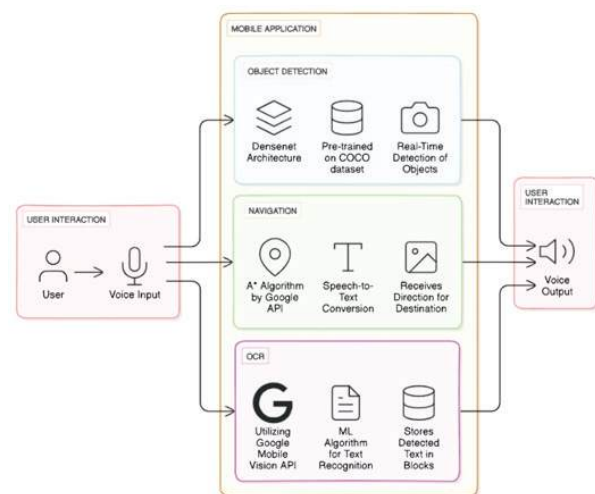 MOBILE APPLICATION
OBJECT DETECTION
Densenet
Architecture
Pre-trained
on COCO
dataset
Real-Time
Detection of
Objects
USER INTERACTION
User
Voice Input
NAVIGATION
A* Algorithm
by Google
API
Speech-to-
Text
Conversion
Receives
Direction for
Destination
USER
INTERACTION
Voice
Output
OCR
G
Utilizing
Google
Mobile
Vision API
ML
Algorithm
for Text
Recognition
Stores
Detected
Text in
Blocks